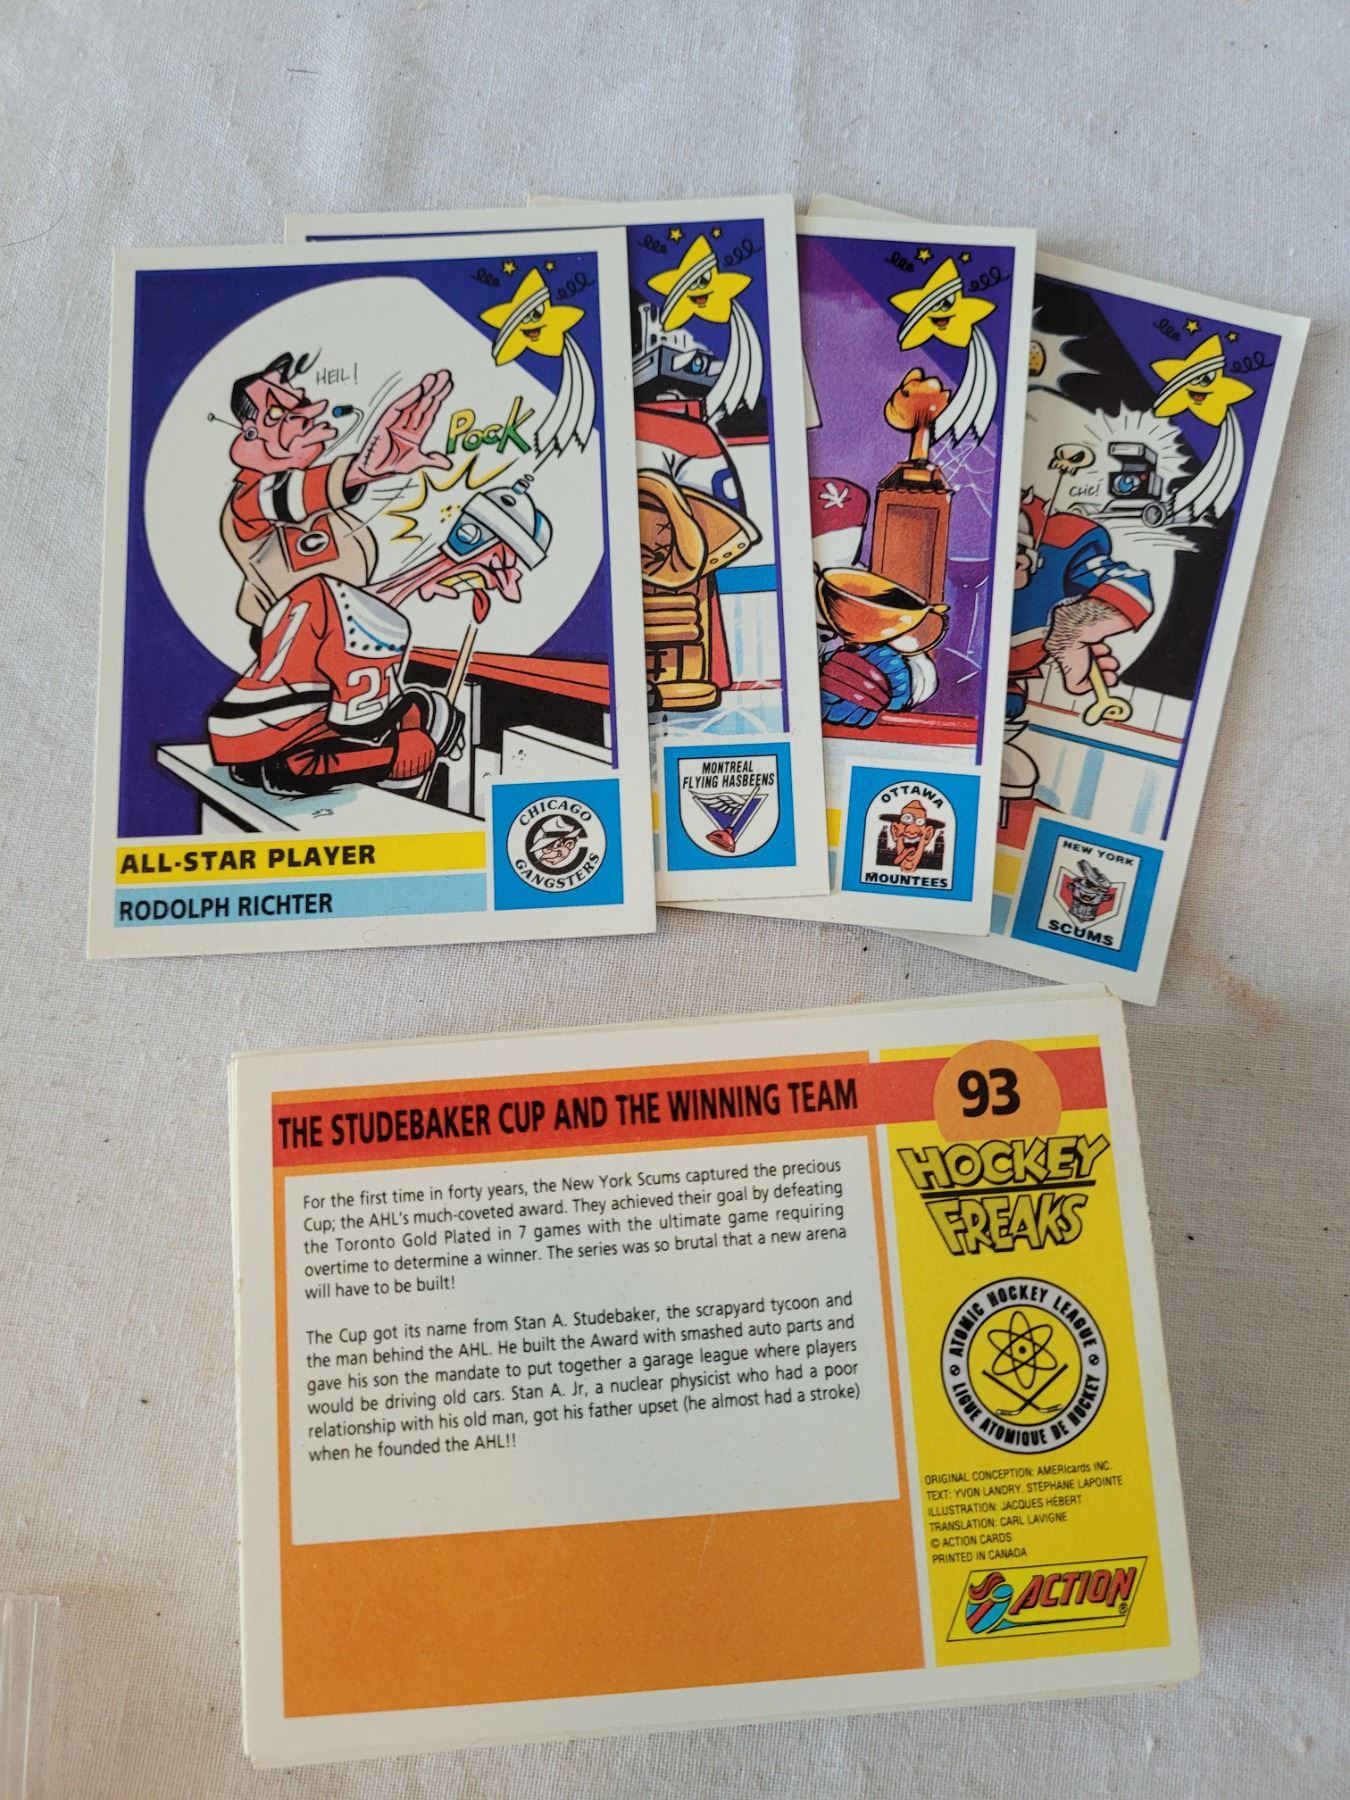 HEIL!
POCK
C
21
ALL-STAR PLAYER
RODOLPH RICHTER
CHICAGO
GANGSTERS
MONTREAL
FLYING HASBEENS
OTTAWA
MOUNTEES
CLIC!
NEW YORK
SCUMS
THE STUDEBAKER CUP AND THE WINNING TEAM
93
For the first time in forty years, the New York Scums captured the precious
Cup; the AHL's much-coveted award. They achieved their goal by defeating
the Toronto Gold Plated in 7 games with the ultimate game requiring
overtime to determine a winner. The series was so brutal that a new arena
will have to be built!
The Cup got its name from Stan A. Studebaker, the scrapyard tycoon and
the man behind the AHL. He built the Award with smashed auto parts and
gave his son the mandate to put together a garage league where players
would be driving old cars. Stan A. Jr, a nuclear physicist who had a poor
relationship with his old man, got his father upset (he almost had a stroke)
when he founded the AHL!!
HOCKEY
FREAKS
ATOMIC HOCKEY LEAGUE
LIGUE ATOMIQUE DE HOCKEY
ORIGINAL CONCEPTION: AMERIcards INC.
TEXT: YVON LANDRY, STÉPHANE LAPOINTE
ILLUSTRATION: JACQUES HÉBERT
TRANSLATION: CARL LAVIGNE
© ACTION CARDS
PRINTED IN CANADA
ACTION®